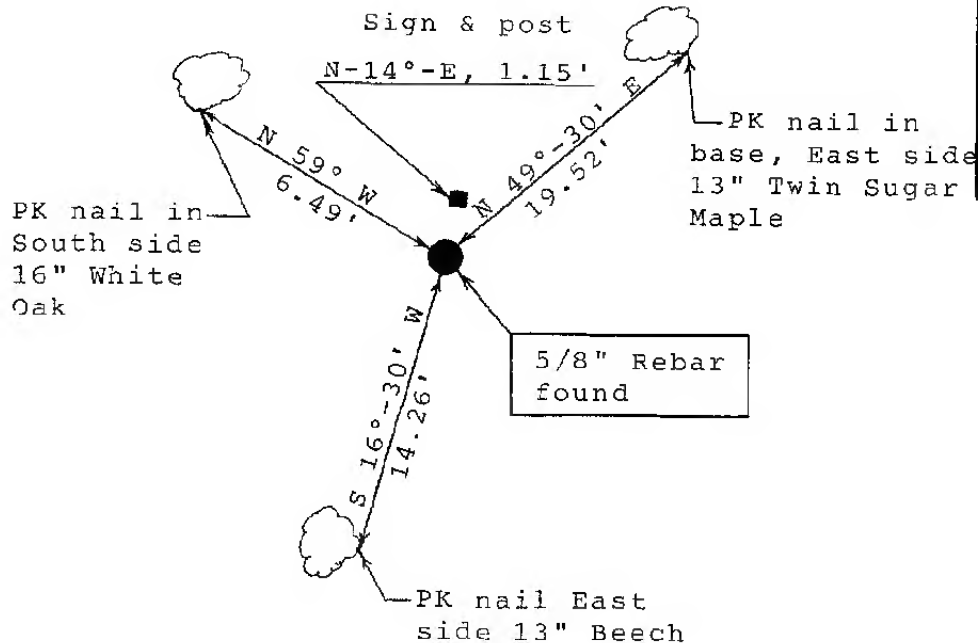 Sign & post
N-14°-E, 1.15'
N 59° W
6.49'
N 49°-30' E
19.52'
PK nail in
base, East side
13" Twin Sugar
Maple
PK nail in
South side
16" White
Oak
5/8" Rebar
found
S 16°-30' W
14.26'
PK nail East
side 13" Beech